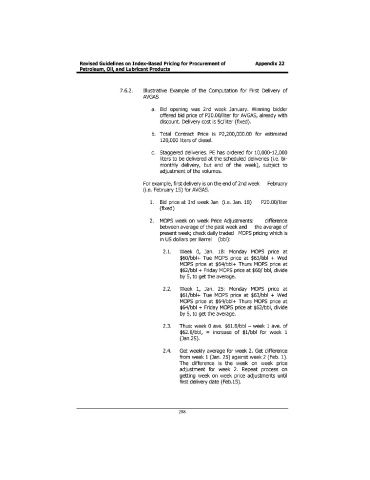 Revised Guidelines on Index-Based Pricing for Procurement of Appendix 22
Petroleum, Oil, and Lubricant Products
7.6.2. Illustrative Example of the Computation for First Delivery of
AVGAS
a. Bid opening was 2nd week January. Winning bidder
offered bid price of P20.00/liter for AVGAS, already with
discount. Delivery cost is 5c/liter (fixed).
b. Total Contract Price is P2,200,000.00 for estimated
120,000 liters of diesel.
c. Staggered deliveries. PE has ordered for 10,000-12,000
liters to be delivered at the scheduled deliveries (i.e. bi-
monthly delivery, but end of the week), subject to
adjustment of the volumes.
For example, first delivery is on the end of 2nd week February
(i.e. February 15) for AVGAS.
1. Bid price at 3rd week Jan (i.e. Jan. 18) P20.00/liter
(fixed)
2. MOPS week on week Price Adjustments: difference
between average of the past week and the average of
present week; check daily traded MOPS pricing which is
in US dollars per Barrel (bbl):
2.1. Week 0, Jan. 18: Monday MOPS price at
$60/bbl+ Tue MOPS price at $63/bbl + Wed
MOPS price at $64/bbl+ Thurs MOPS price at
$62/bbl + Friday MOPS price at $60/ bbl, divide
by 5, to get the average.
2.2. Week 1, Jan. 25: Monday MOPS price at
$61/bbl+ Tue MOPS price at $63/bbl + Wed
MOPS price at $64/bbl+ Thurs MOPS price at
$64/bbl + Friday MOPS price at $62/bbl, divide
by 5, to get the average.
2.3. Thus: week 0 ave. $61.8/bbl – week 1 ave. of
$62.8/bbl, = increase of $1/bbl for week 1
(Jan.25).
2.4. Get weekly average for week 2. Get difference
from week 1 (Jan. 25) against week 2 (Feb. 1).
The difference is the week on week price
adjustment for week 2. Repeat process on
getting week on week price adjustments until
first delivery date (Feb.15).